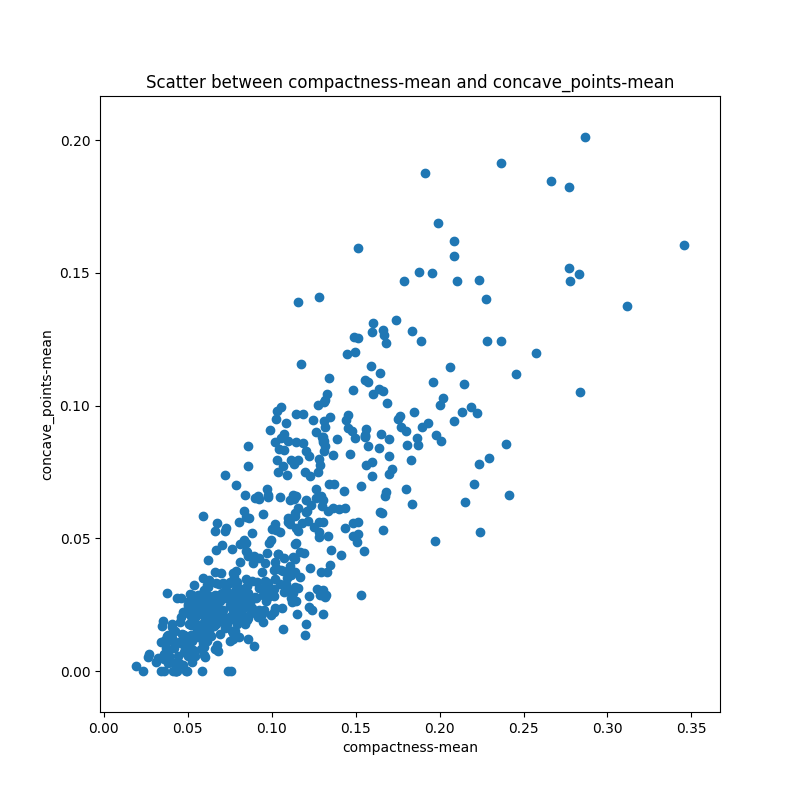 Scatter between compactness-mean and concave_points-mean
concave_points-mean
0.20
0.15
0.10
0.05
0.00
0.00 0.05 0.10 0.15 0.20 0.25 0.30 0.35
compactness-mean